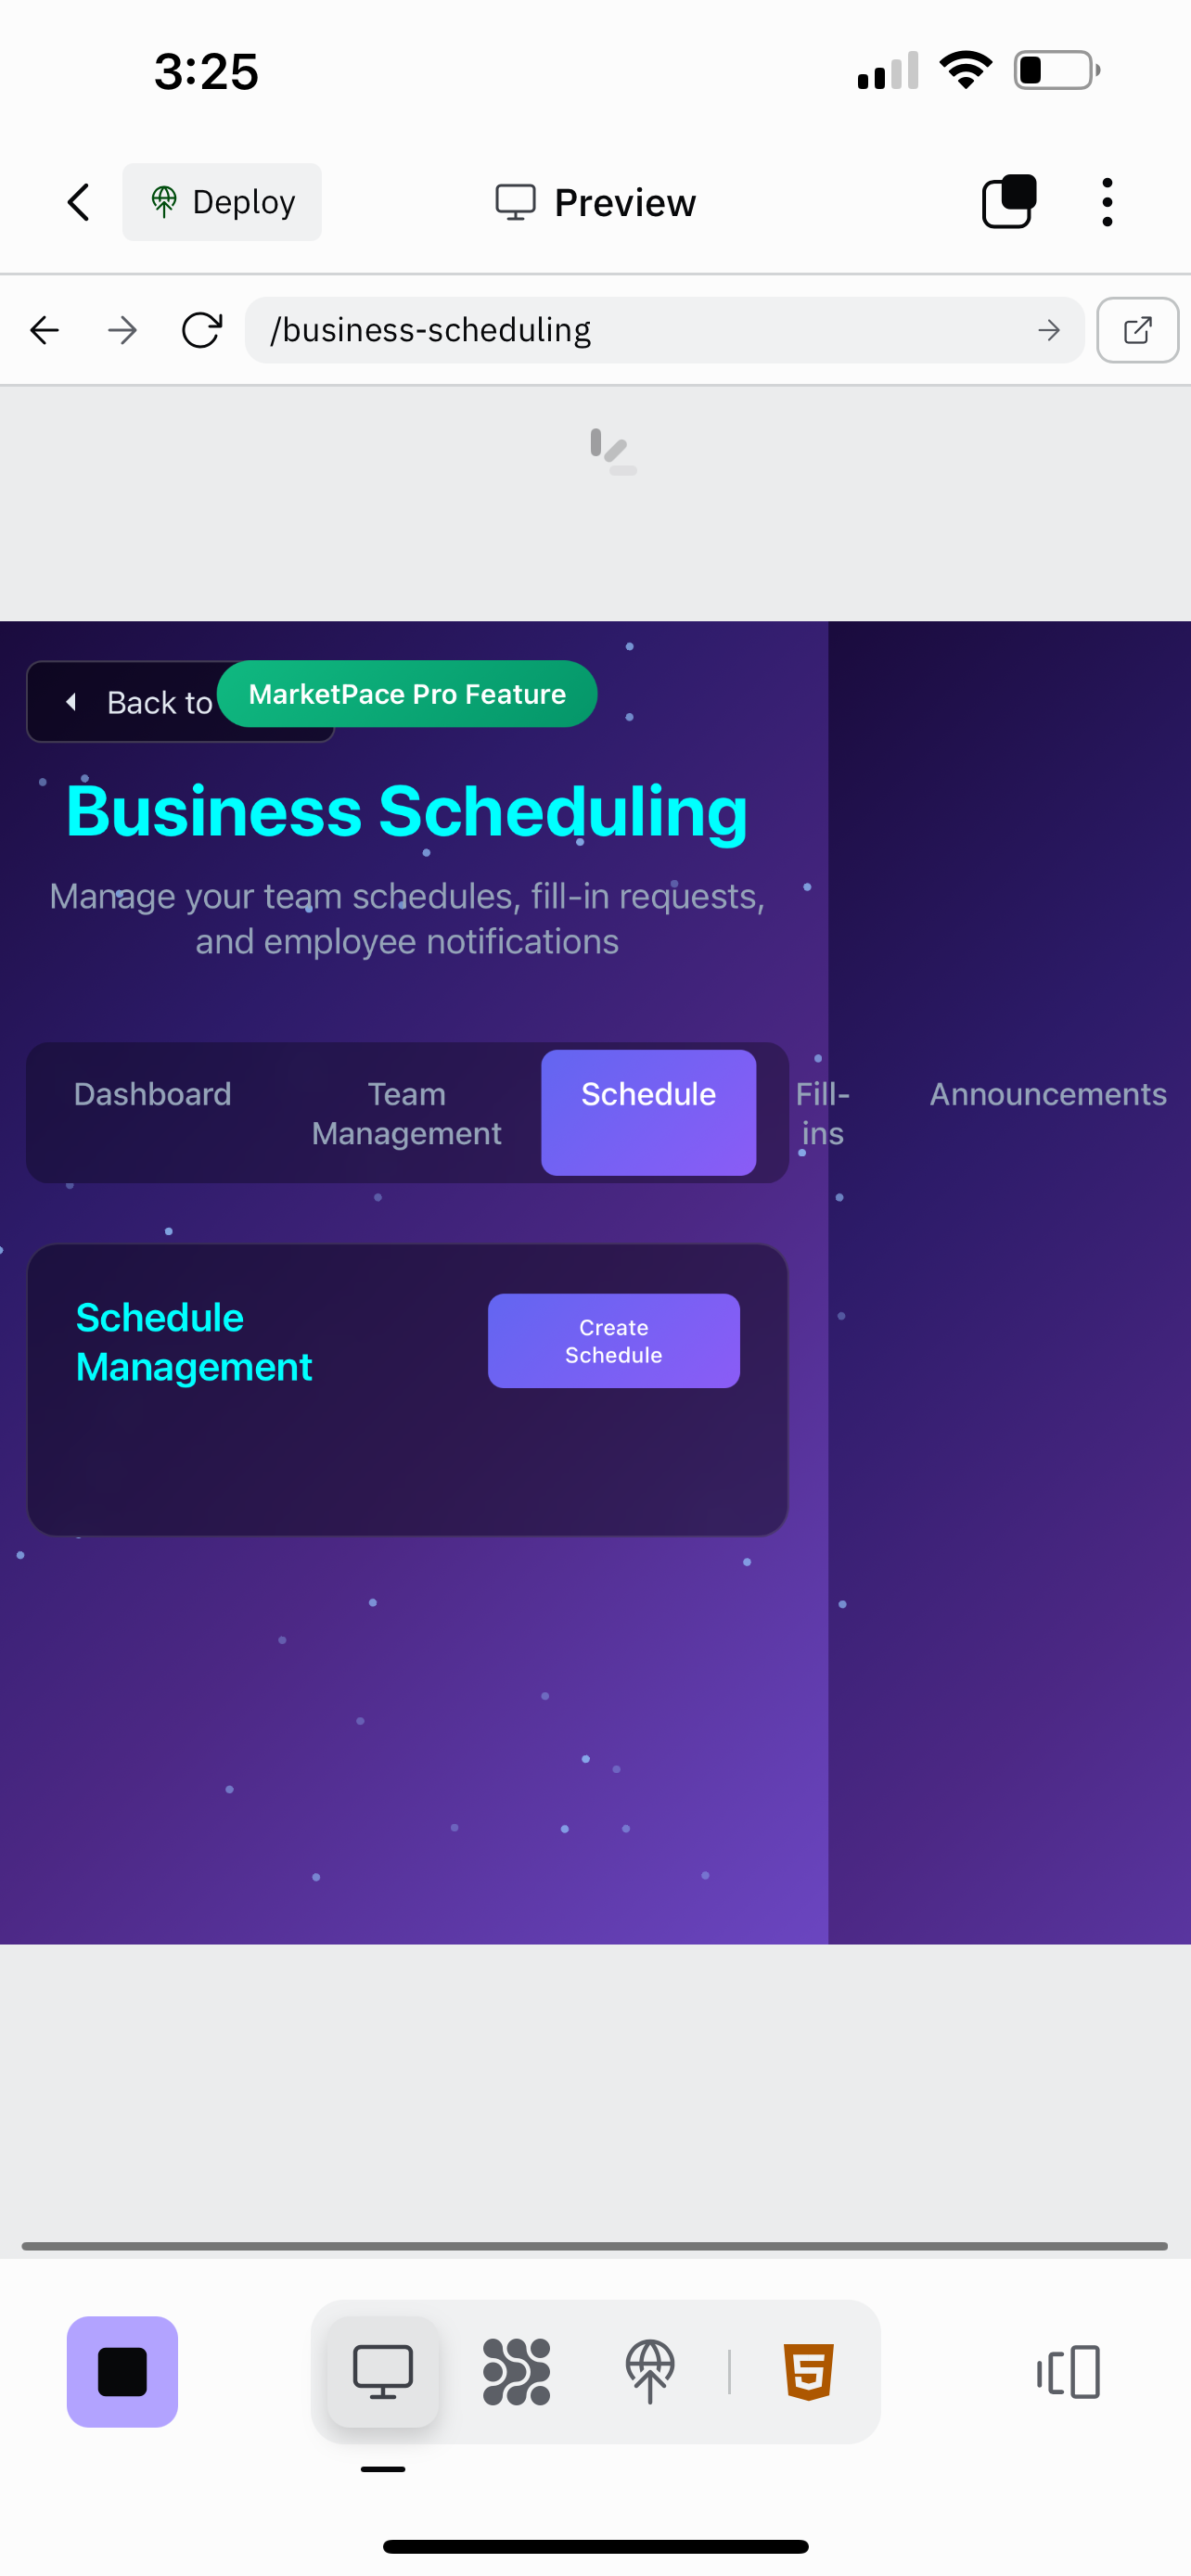 3:25
Deploy
Preview
/business-scheduling
Back to
MarketPace Pro Feature
Business Scheduling
Manage your team schedules, fill-in requests,
and employee notifications
Dashboard
Team
Management
Schedule
Fill-
ins
Announcements
Schedule
Management
Create
Schedule
5